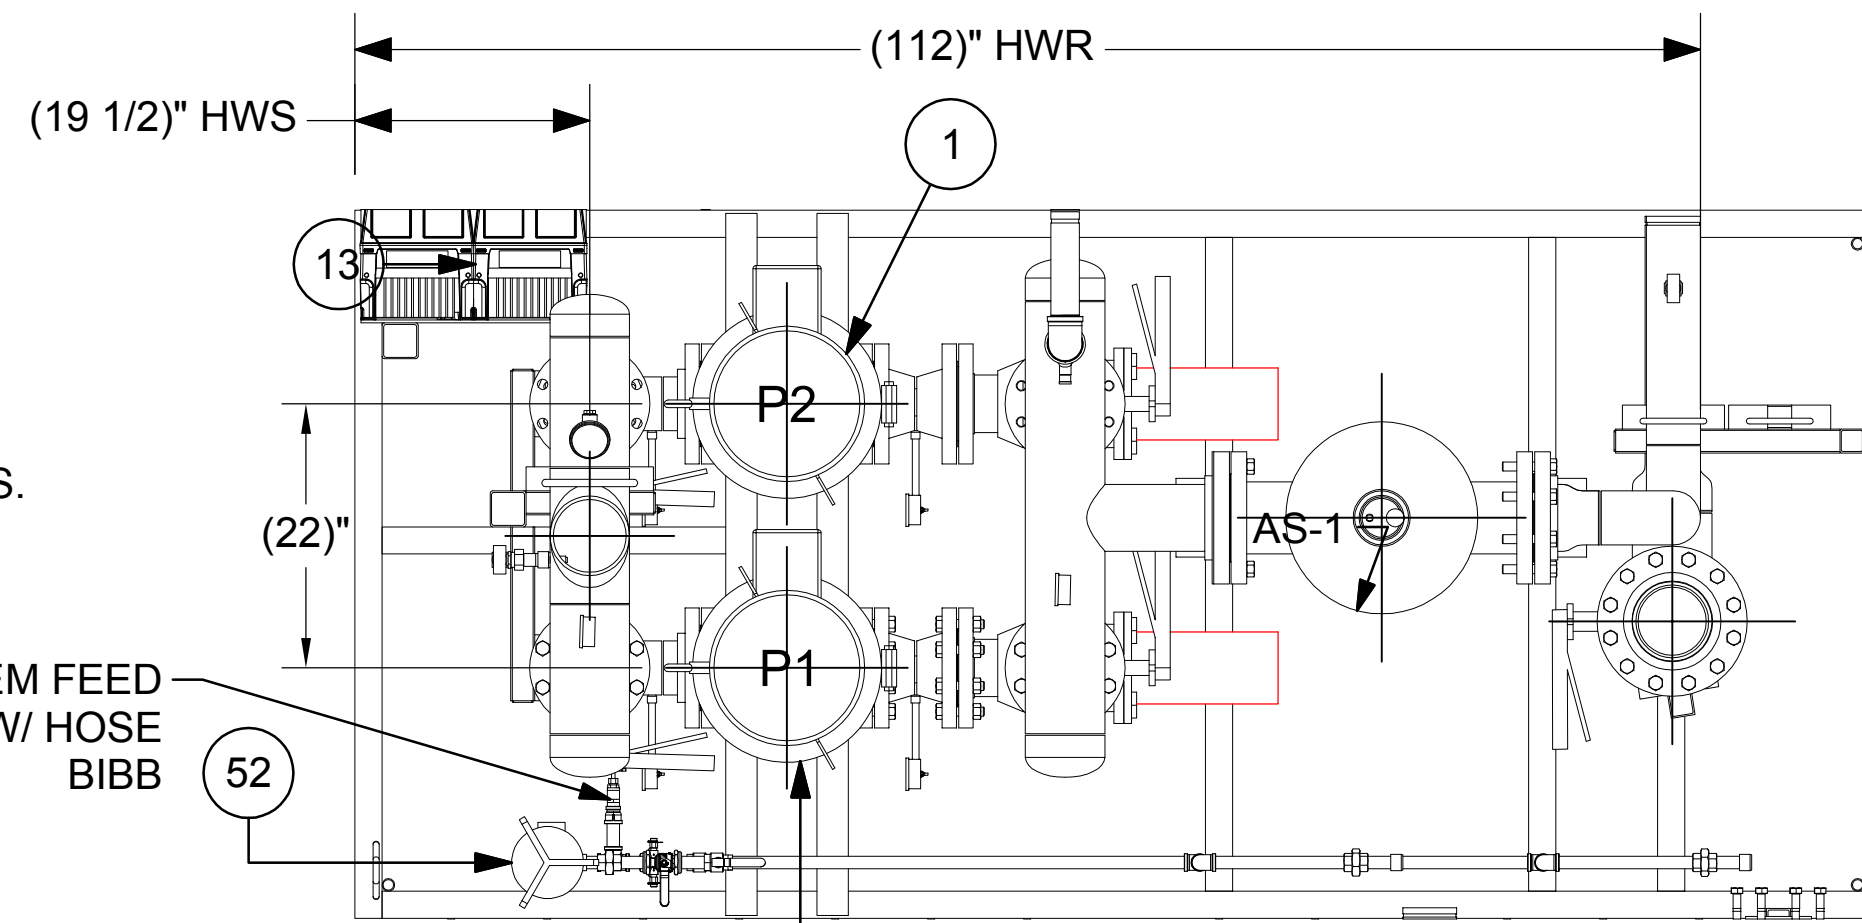 (112)" HWR
(19 1/2)" HWS
1
13
P2
S.
(22)"
AS-1
P1
EM FEED
W/ HOSE
BIBB
52